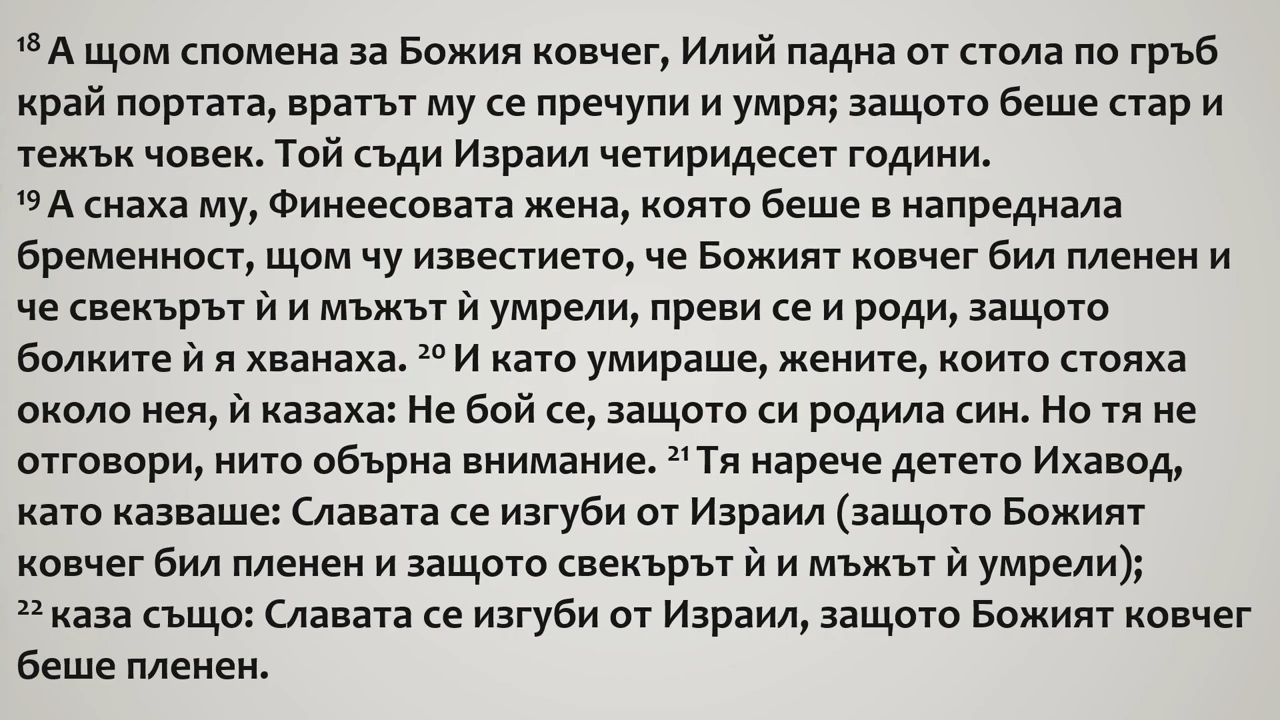 18 А щом спомена за Божия ковчег, Илий падна от стола по гръб
край портата, вратът му се пречупи и умря; защото беше стар и
тежък човек. Той съди Израил четиридесет години.
19 А снаха му, Финеесовата жена, която беше в напреднала
бременност, щом чу известието, че Божият ковчег бил пленен и
че свекърът ѝ и мъжът ѝ умрели, преви се и роди, защото
болките ѝ я хванаха. 20 И като умираше, жените, които стояха
около нея, ѝ казаха: Не бой се, защото си родила син. Но тя не
отговори, нито обърна внимание. 21 Тя нарече детето Ихавод,
като казваше: Славата се изгуби от Израил (защото Божият
ковчег бил пленен и защото свекърът ѝ и мъжът ѝ умрели);
22 каза също: Славата се изгуби от Израил, защото Божият ковчег
беше пленен.